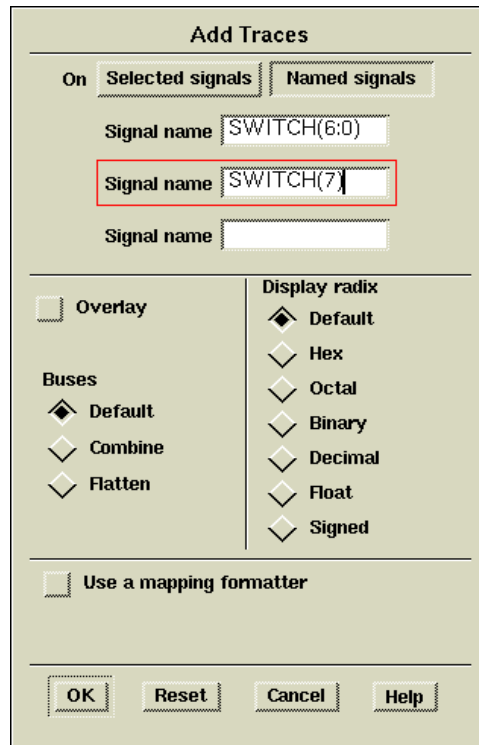 Add Traces
On Selected signals Named signals
Signal name SWITCH(6:0)
Signal name SWITCH(7)
Signal name
Overlay
Buses
Default
Combine
Flatten
Display radix
Default
Hex
Octal
Binary
Decimal
Float
Signed
Use a mapping formatter
OK Reset Cancel Help